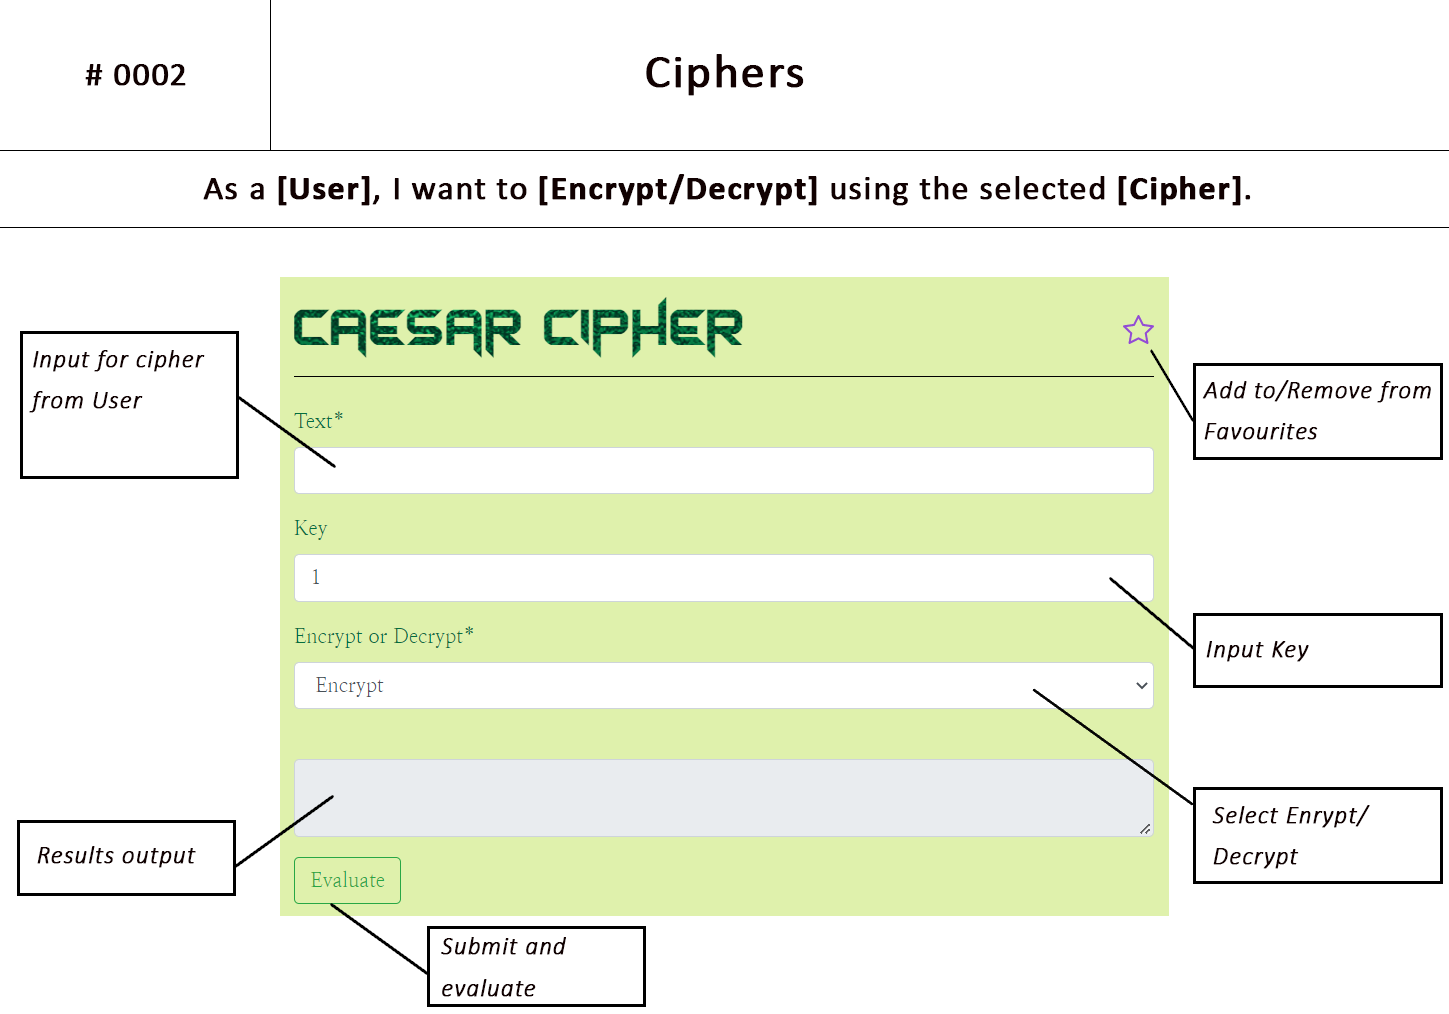 # 0002
Ciphers
As a [User], I want to [Encrypt/Decrypt] using the selected [Cipher].
CAESAR CIPHER
Input for cipher
from User
Add to/Remove from
Favourites
Text*
Key
1
Input Key
Encrypt or Decrypt*
Encrypt
Select Enrypt/
Decrypt
Results output
Evaluate
Submit and
evaluate